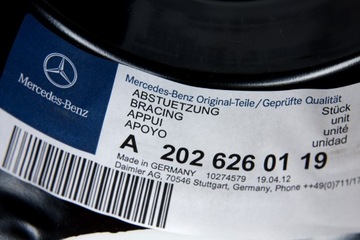 Mercedes-Benz
Mercedes-Benz Original-Teile/Geprüfte Qualität
ABSTUETZUNG
BRACING
APPUI
APOYO
Stück
unit
unité
unidad
A 202 626 01 19
Made in GERMANY 10274579 19.04.12
Daimler AG, 70546 Stuttgart, Germany, Phone ++49(0)711/17